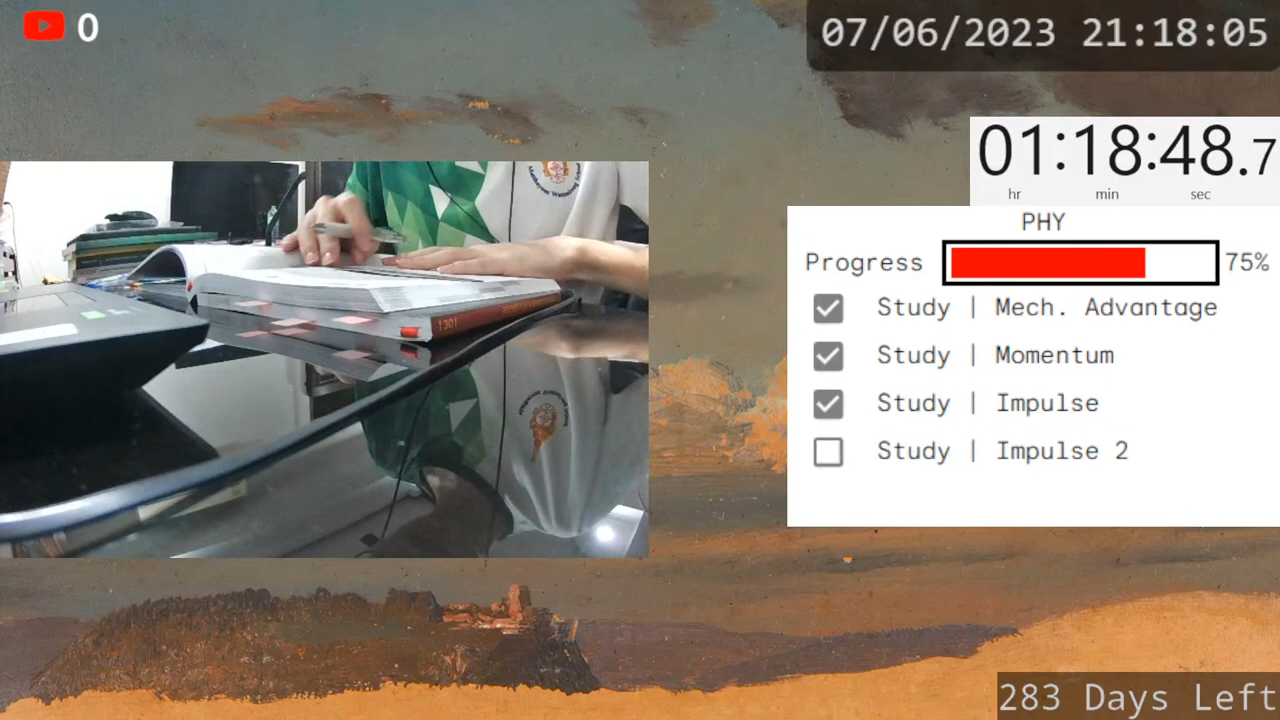 0
07/06/2023 21:18:05
01:18:48.7
hr min sec
PHY
Progress 75%
Study | Mech. Advantage
Study | Momentum
Study | Impulse
Study | Impulse 2
1301
283 Days Left